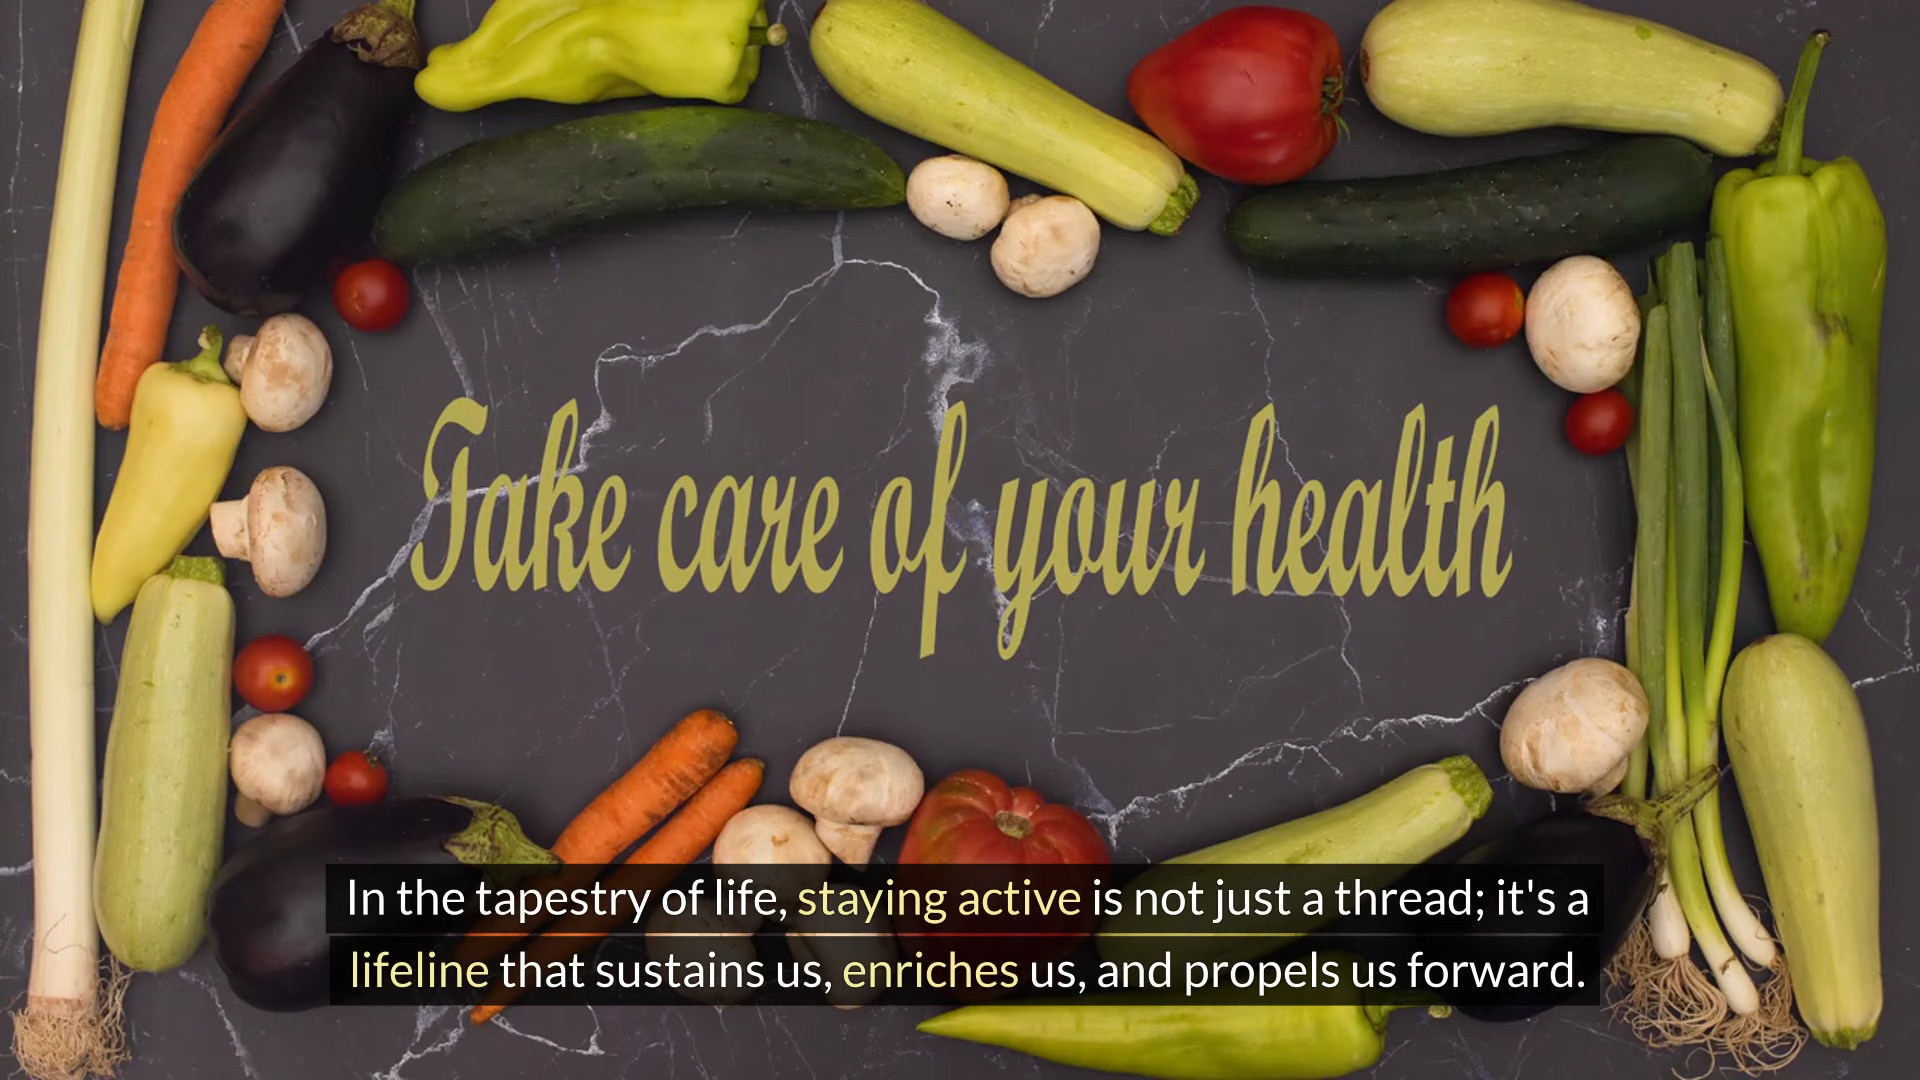 Take care of your health
In the tapestry of life, staying active is not just a thread; it's a
lifeline that sustains us, enriches us, and propels us forward.